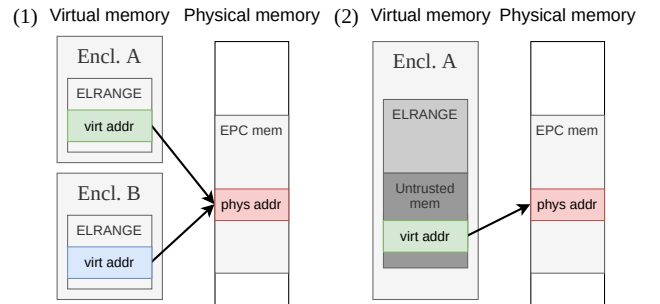 (1) Virtual memory Physical memory
Encl. A
ELRANGE
virt addr
Encl. B
ELRANGE
virt addr
EPC mem
phys addr
(2) Virtual memory Physical memory
Encl. A
ELRANGE
Untrusted
mem
virt addr
EPC mem
phys addr